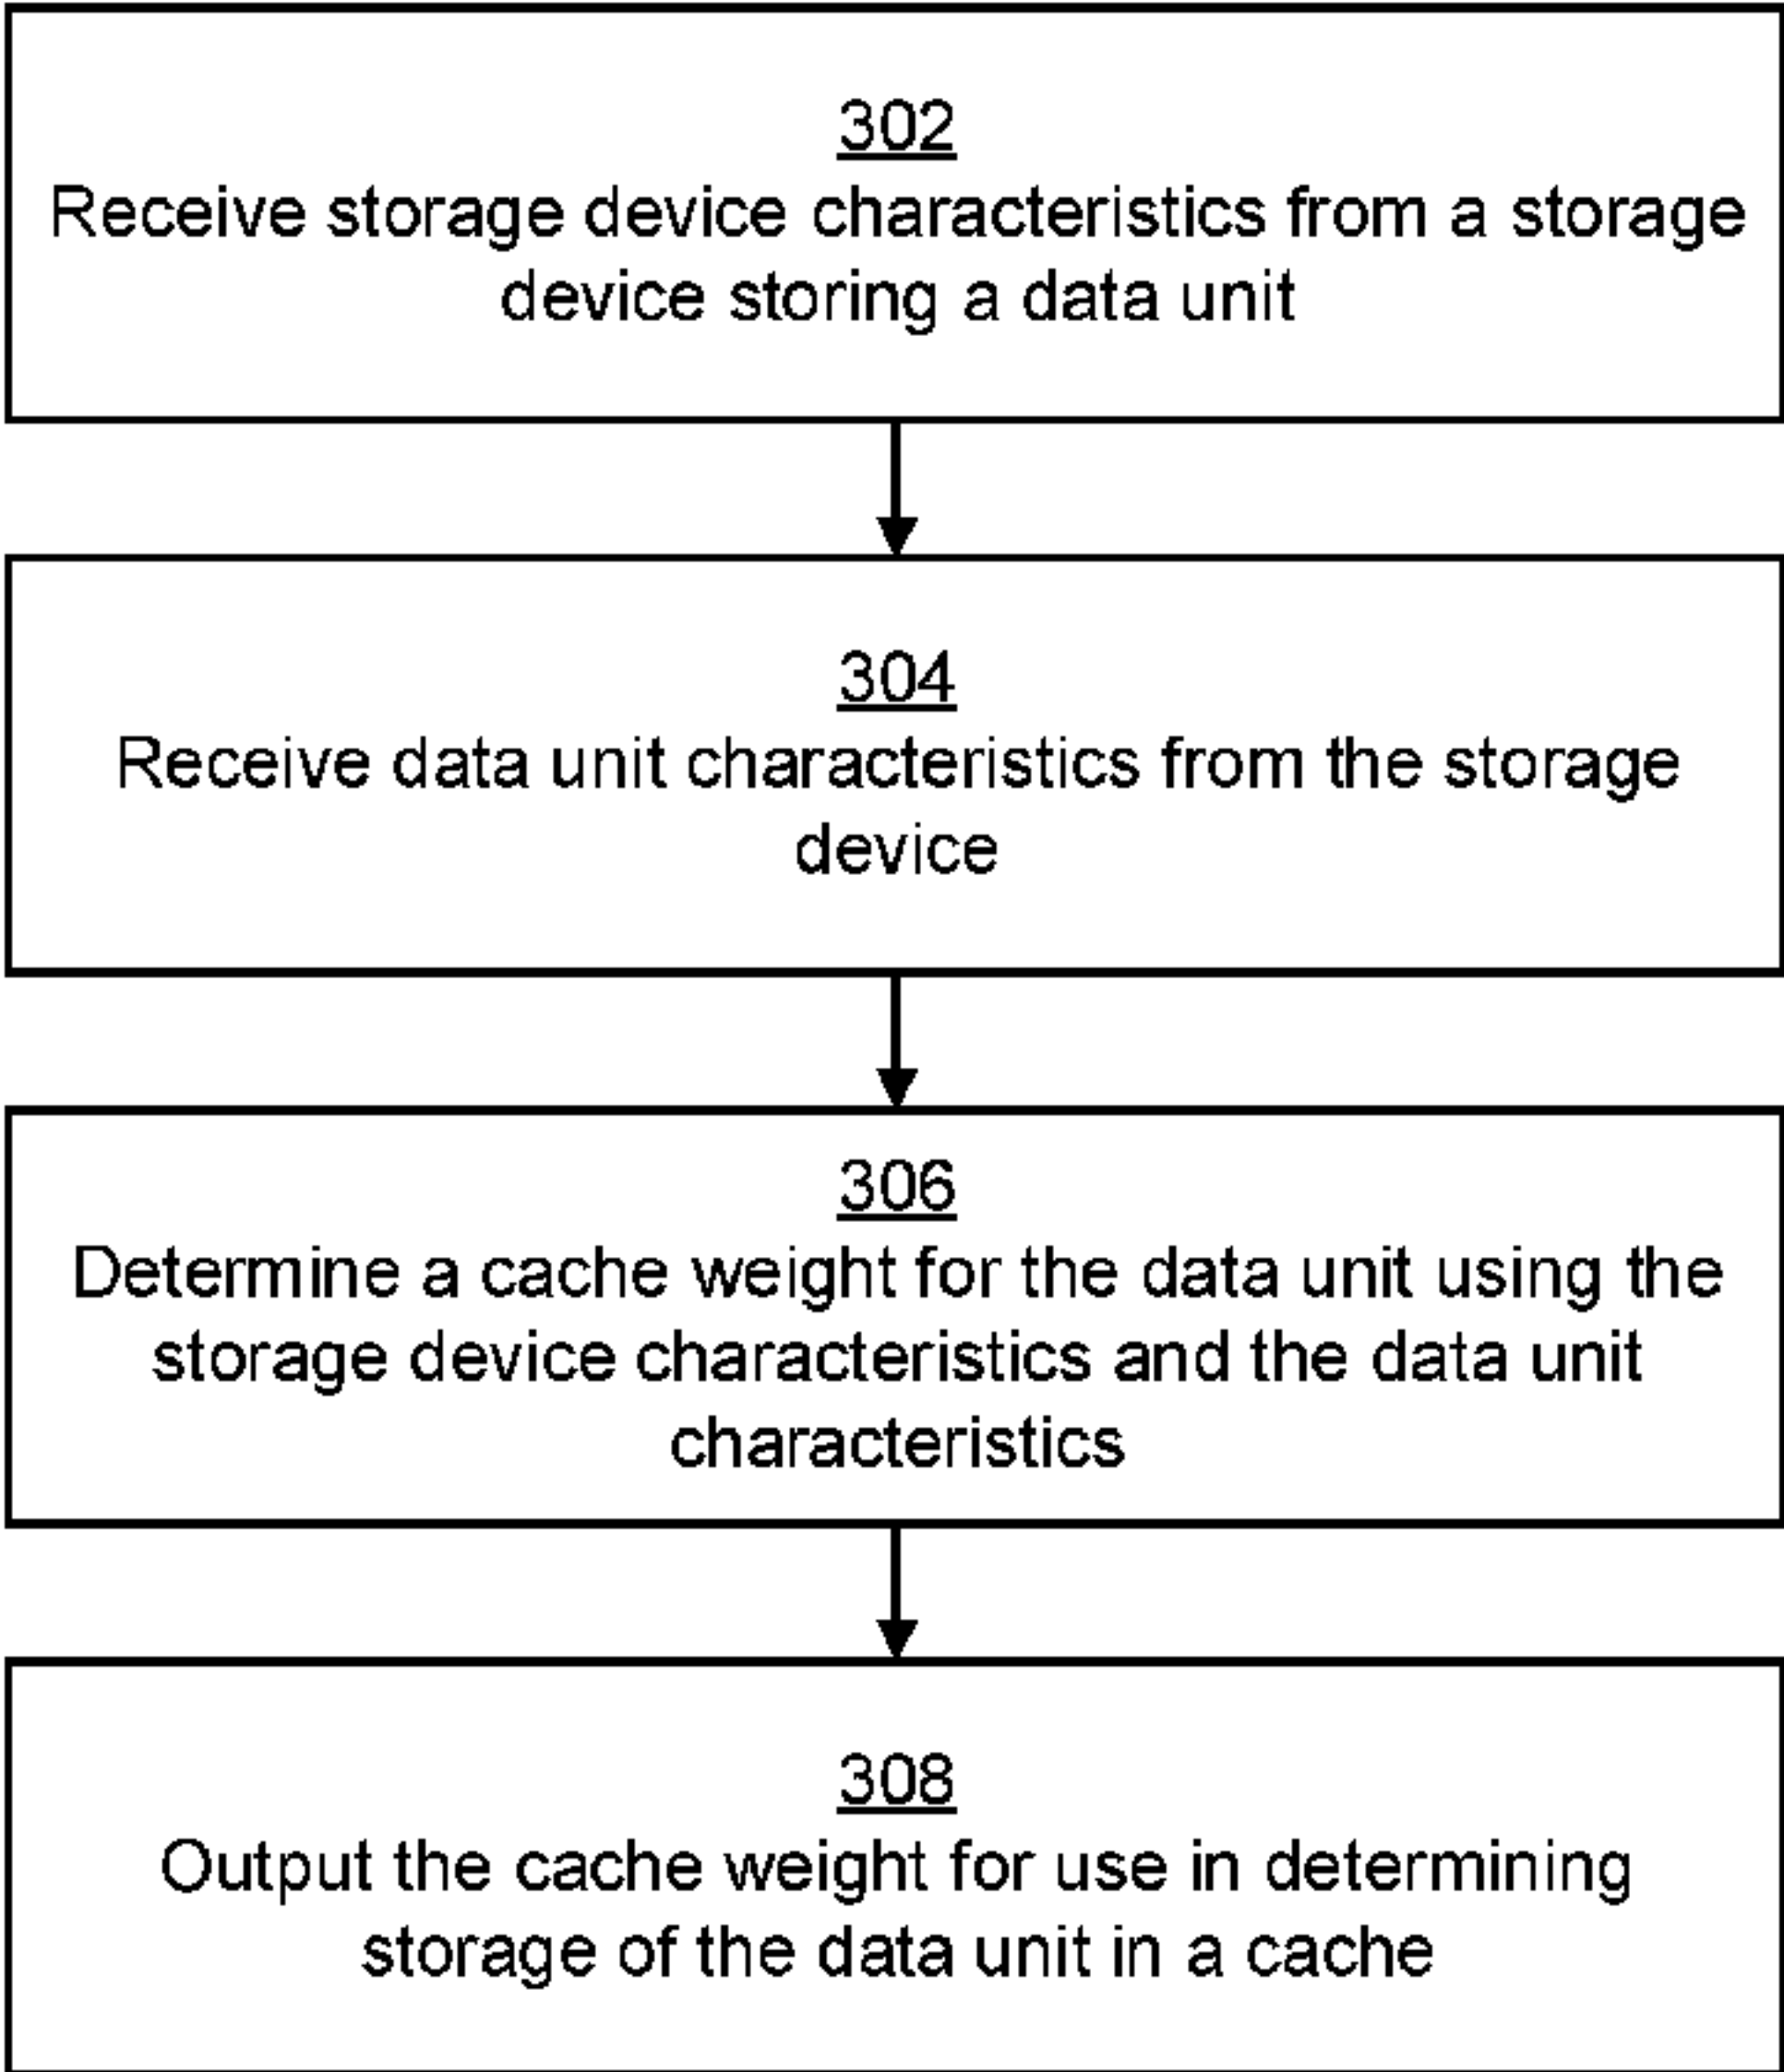 302
Receive storage device characteristics from a storage
device storing a data unit
304
Receive data unit characteristics from the storage
device
306
Determine a cache weight for the data unit using the
storage device characteristics and the data unit
characteristics
308
Output the cache weight for use in determining
storage of the data unit in a cache